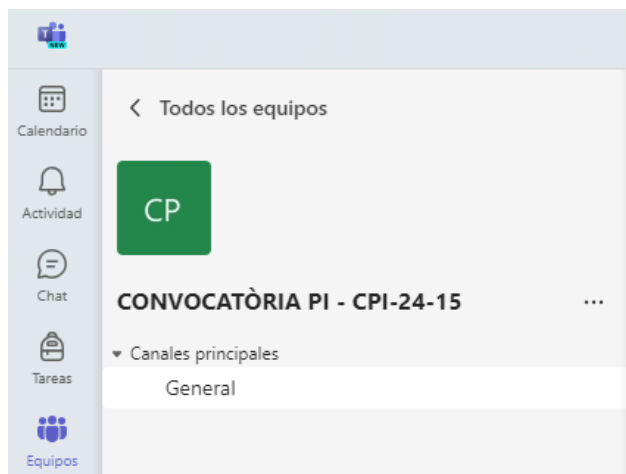 NEW
Calendario
Todos los equipos
Actividad
CP
Chat
CONVOCATÒRIA PI - CPI-24-15
Canales principales
Tareas
General
Equipos